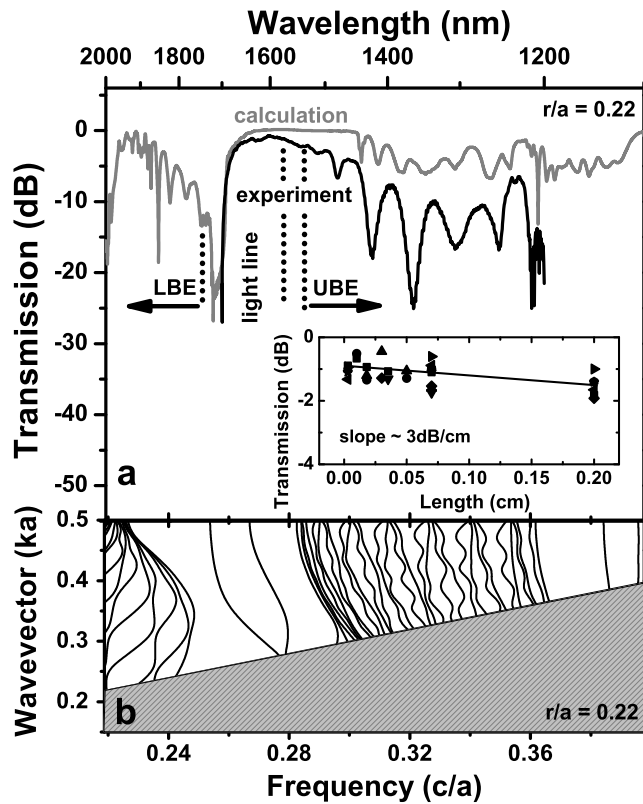 Wavelength (nm)
2000 1800 1600 1400 1200
r/a = 0.22
calculation
experiment
light line
LBE
UBE
Transmission (dB)
0
-10
-20
-30
-40
-50
Transmission (dB)
-1
-2
-4
slope ~ 3dB/cm
0.00 0.05 0.10 0.15 0.20
Length (cm)
a
Wavevector (ka)
0.5
0.4
0.3
0.2
b
r/a = 0.22
0.24 0.28 0.32 0.36
Frequency (c/a)